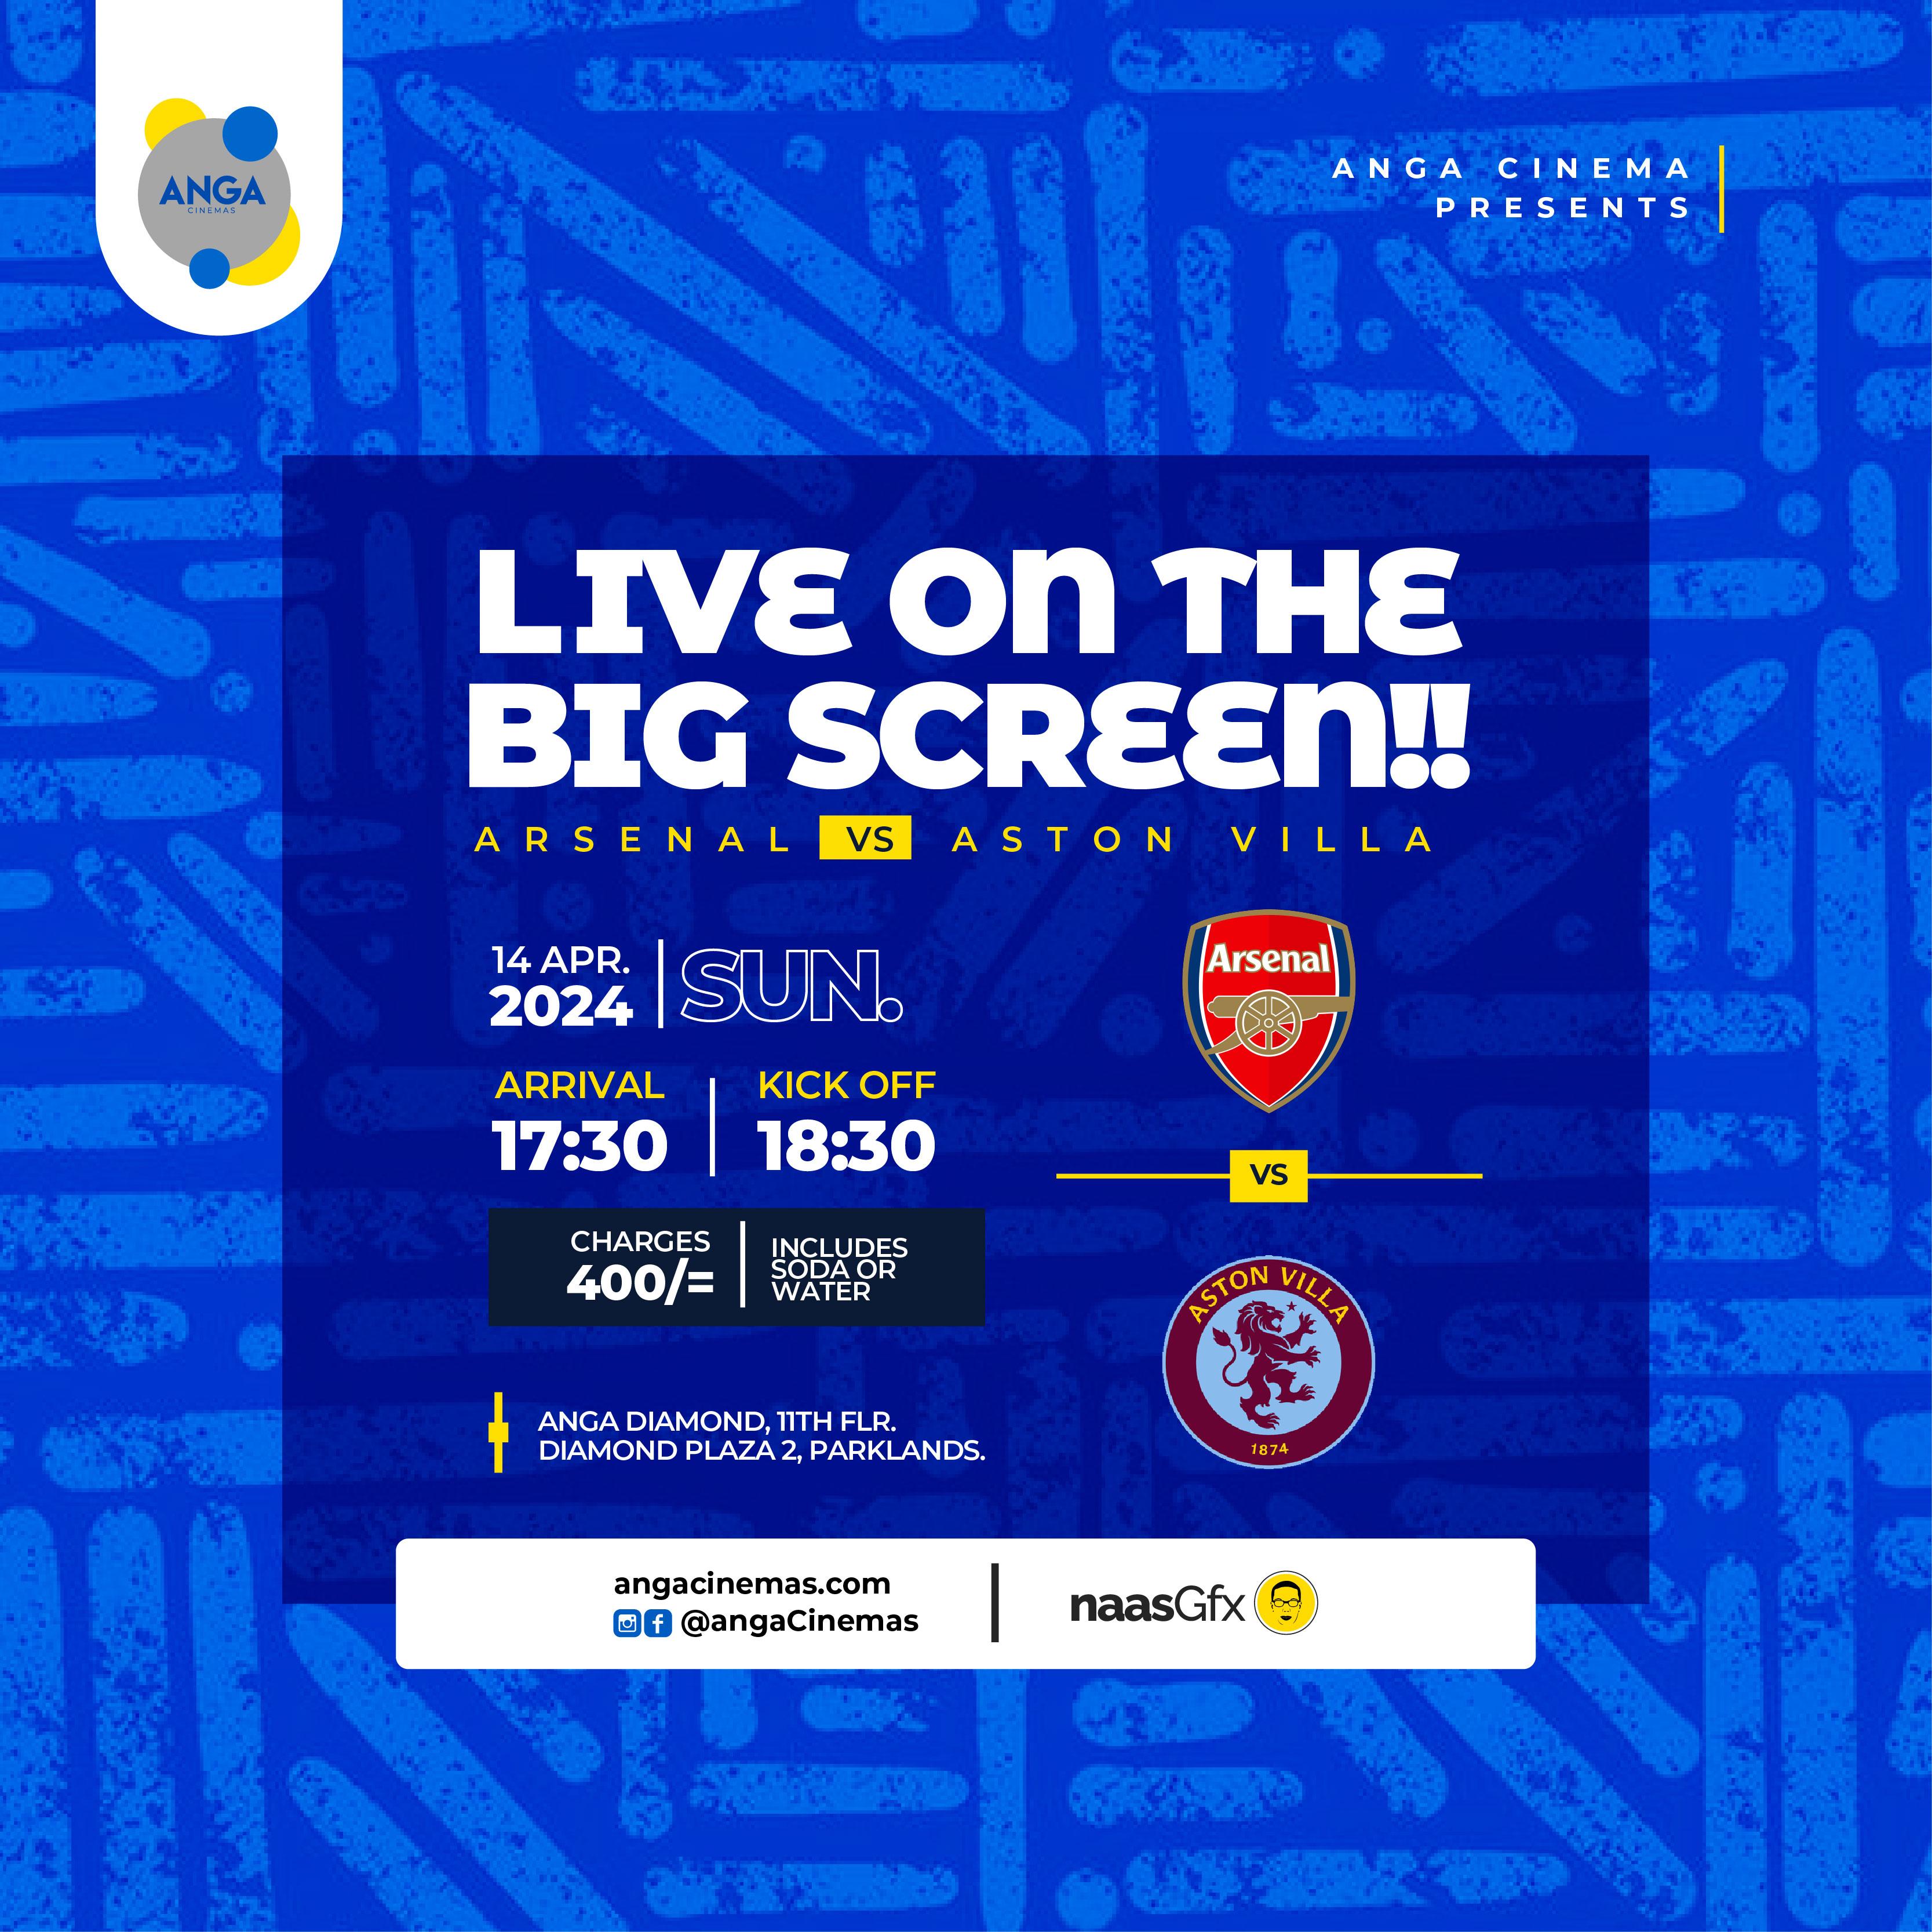 ANGA
CINEMAS
ANGA CINEMA
PRESENTS
LIVE ON THE
BIG SCREEN!!
ARSENAL VS ASTON VILLA
14 APR.
2024
SUN.
ARRIVAL
17:30
KICK OFF
18:30
CHARGES
400/=
INCLUDES
SODA OR
WATER
ANGA DIAMOND, 11TH FLR.
DIAMOND PLAZA 2, PARKLANDS.
Arsenal
VS
ASTON VILLA
1874
angacinemas.com
@angaCinemas
naasGfx